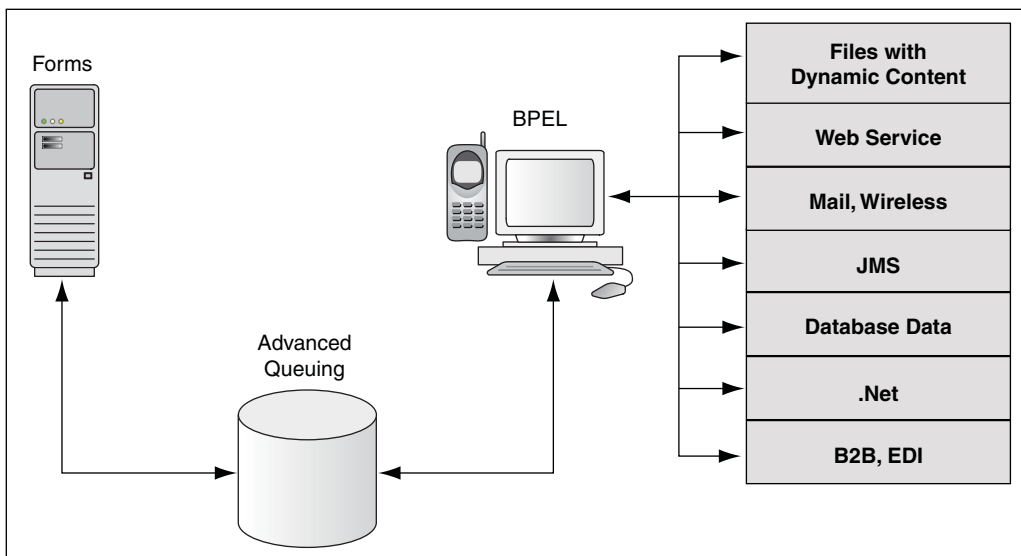 Forms
Advanced
Queuing
BPEL
Files with
Dynamic Content
Web Service
Mail, Wireless
JMS
Database Data
.Net
B2B, EDI